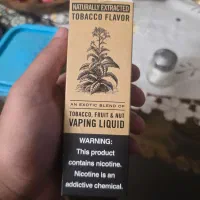 NATURALLY EXTRACTED
TOBACCO FLAVOR
AN EXOTIC BLEND OF
TOBACCO, FRUIT & NUT
VAPING LIQUID
WARNING:
This product
contains nicotine.
Nicotine is an
addictive chemical.